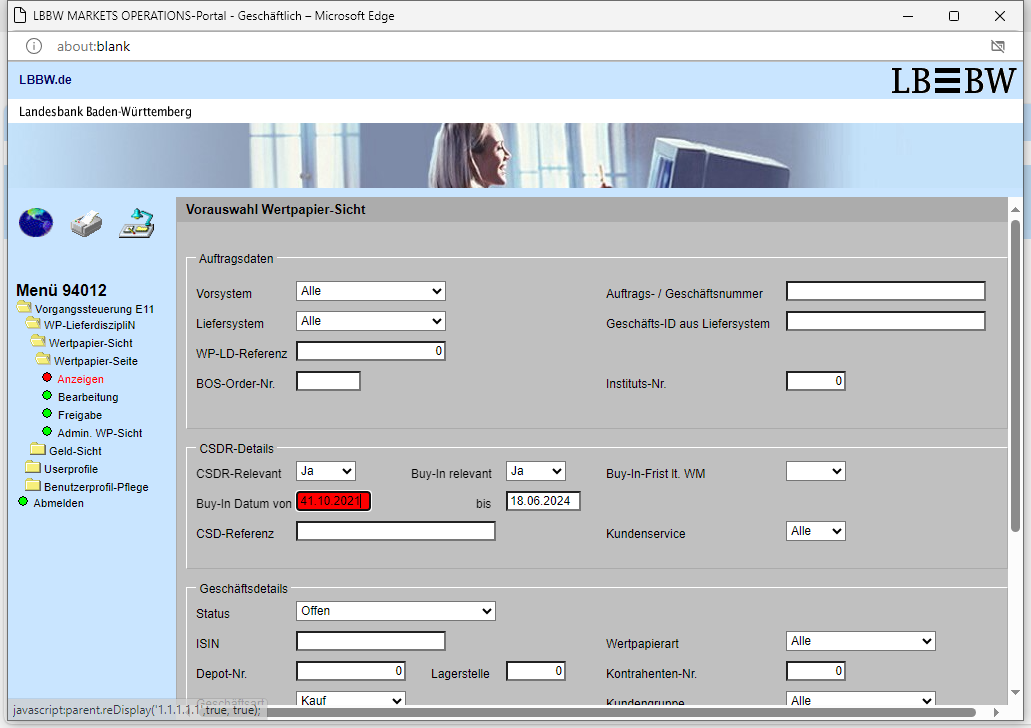 LBBW MARKETS OPERATIONS-Portal - Geschäftlich – Microsoft Edge
about:blank
LBBW.de
LBBW
Landesbank Baden-Württemberg
Vorauswahl Wertpapier-Sicht
Menü 94012
Vorgangssteuerung E11
WP-LieferdiszipliN
Wertpapier-Sicht
Wertpapier-Seite
Anzeigen
Bearbeitung
Freigabe
Admin. WP-Sicht
Geld-Sicht
Userprofile
Benutzerprofil-Pflege
Abmelden
Auftragsdaten
Vorsystem Alle Auftrags- / Geschäftsnummer
Liefersystem Alle Geschäfts-ID aus Liefersystem
WP-LD-Referenz 0
BOS-Order-Nr. Instituts-Nr. 0
CSDR-Details
CSDR-Relevant Ja Buy-In relevant Ja Buy-In-Frist lt. WM
Buy-In Datum von 41.10.2021 bis 18.06.2024
CSD-Referenz Kundenservice Alle
Geschäftsdetails
Status Offen
ISIN Wertpapierart Alle
Depot-Nr. 0 Lagerstelle 0 Kontrahenten-Nr. 0
Geschäftsart Kauf Kundengruppe Alle
javascript:parent.reDisplay('1.1.1.1.1',true, true);